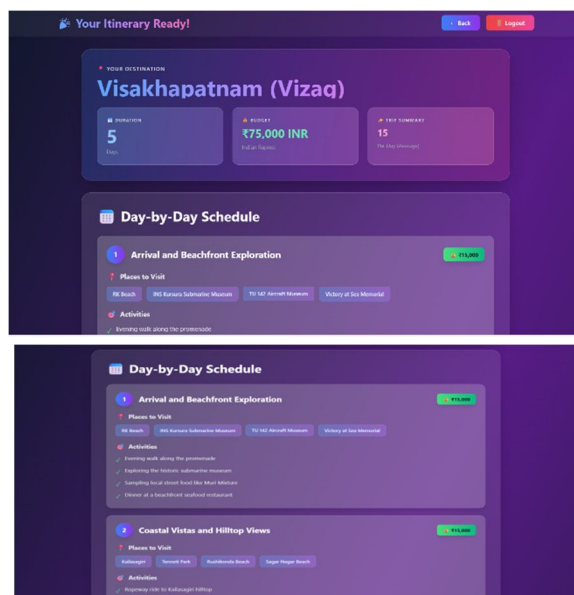 Your Itinerary Ready!
Back
Logout
YOUR DESTINATION
Visakhapatnam (Vizag)
DURATION
5
Days
BUDGET
₹75,000 INR
Indian Rupees
TRIP SUMMARY
15
Day-by-Day Schedule
1
Arrival and Beachfront Exploration
₹15,000
Places to Visit
RK Beach
INS Kursura Submarine Museum
TU 142 Aircraft Museum
Victory at Sea Memorial
Activities
Evening walk along the promenade
Day-by-Day Schedule
1
Arrival and Beachfront Exploration
₹15,000
Places to Visit
RK Beach
INS Kursura Submarine Museum
TU 142 Aircraft Museum
Victory at Sea Memorial
Activities
Evening walk along the promenade
Exploring the historic submarine museum
Sampling local street food like Muri Mixture
Dinner at a beachfront seafood restaurant
2
Coastal Vistas and Hilltop Views
₹15,000
Places to Visit
Kailasagiri
Tenneti Park
Rushikonda Beach
Sagar Nagar Beach
Activities
Ropeway ride to Kailasagiri hilltop